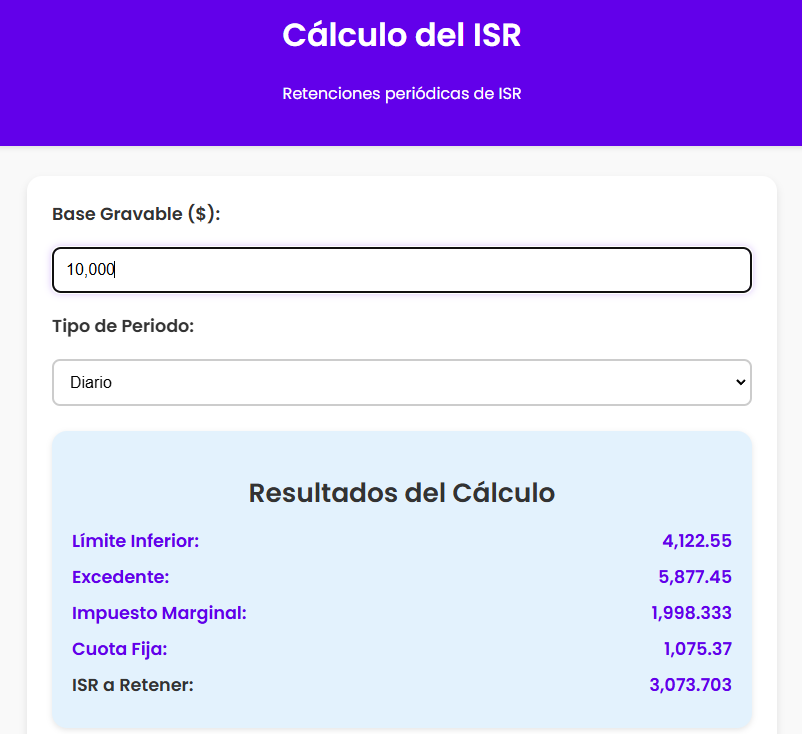 Cálculo del ISR
Retenciones periódicas de ISR
Base Gravable ($):
10,000
Tipo de Periodo:
Diario
Resultados del Cálculo
Límite Inferior: 4,122.55
Excedente: 5,877.45
Impuesto Marginal: 1,998.333
Cuota Fija: 1,075.37
ISR a Retener: 3,073.703